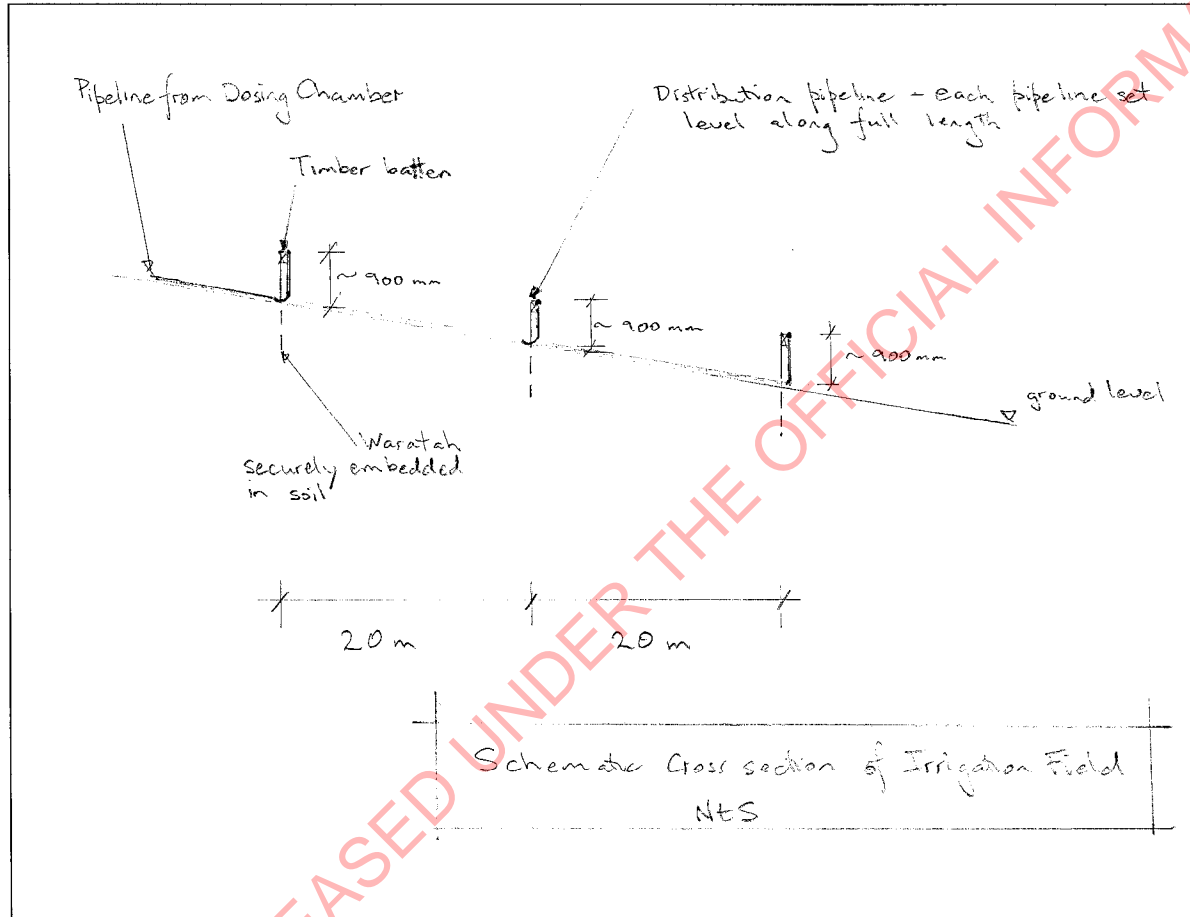 Pipeline from Dosing Chamber
Distribution pipeline - each pipeline set
level along full length
Timber batten
~ 900 mm
~ 900 mm
~ 900 mm
ground level
Waratah
securely embedded
in soil
20 m
20 m
Schematic Cross section of Irrigation Field
NtS
EASED UNDER THE OFFICIAL INFORMA